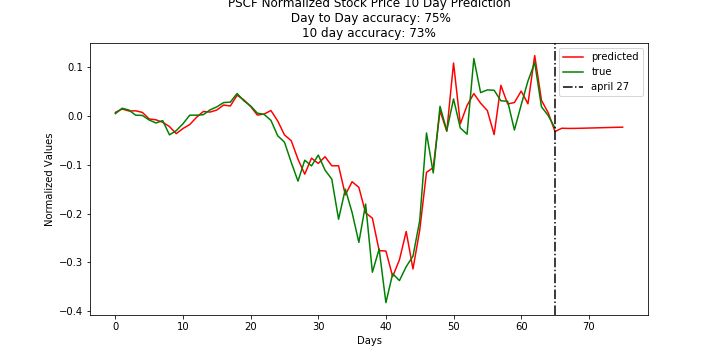 PSCF Normalized Stock Price 10 Day Prediction
Day to Day accuracy: 75%
10 day accuracy: 73%
predicted
true
april 27
0.1
0.0
−0.1
−0.2
−0.3
−0.4
Normalized Values
0 10 20 30 40 50 60 70
Days